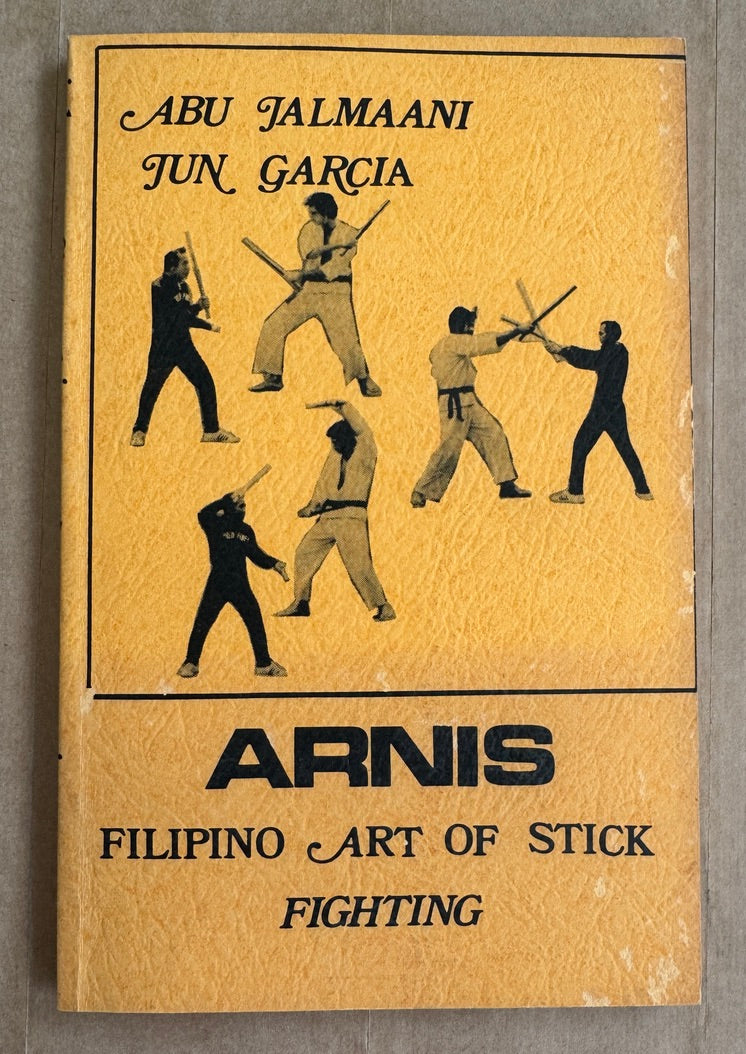 ABU JALMAANI
JUN GARCIA
ARNIS
FILIPINO ART OF STICK
FIGHTING